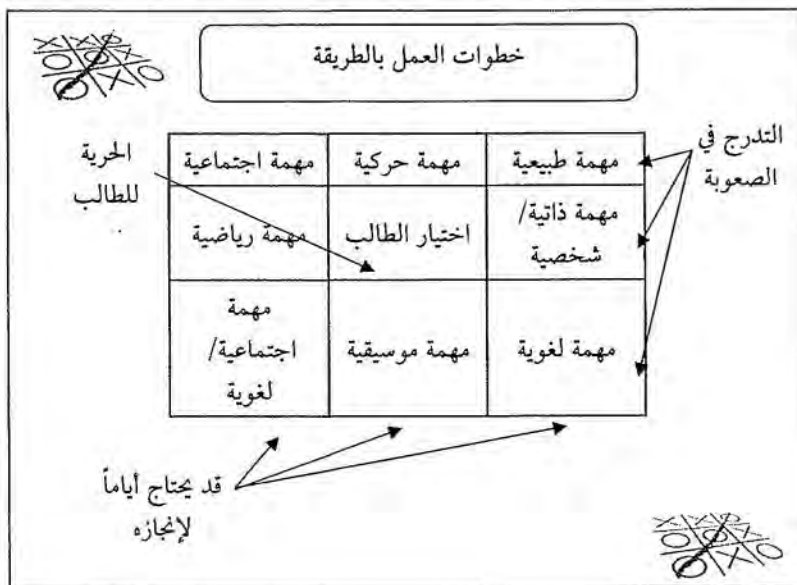 خطوات العمل بالطريقة
التدرج في
الصعوبة
مهمة طبيعية
مهمة حركية
مهمة اجتماعية
الحرية
للطالب
مهمة ذاتية/
شخصية
اختيار الطالب
مهمة رياضية
مهمة لغوية
مهمة موسيقية
مهمة
اجتماعية/
لغوية
قد يحتاج أياماً
لإنجازه